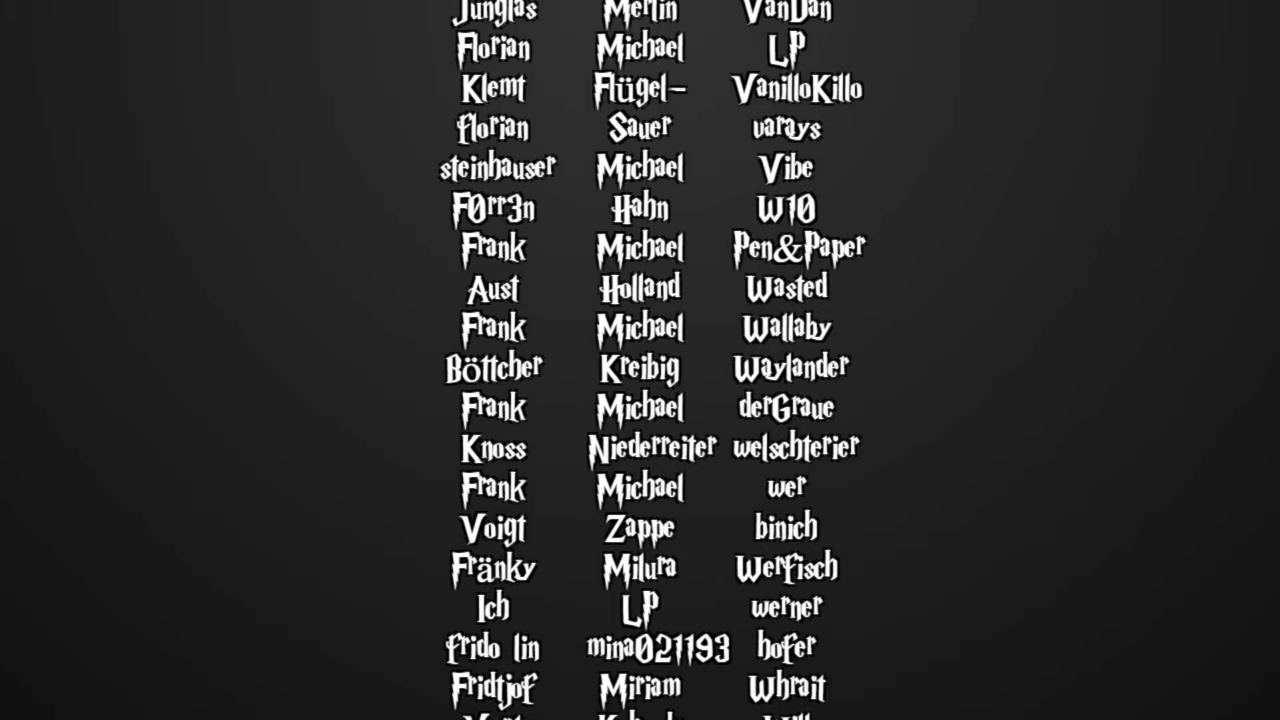 Junglas Merlin VanDan
Florian Michael LP
Klemt Flügel- VanilloKillo
florian Sauer varays
steinhauser Michael Vibe
F0rr3n Hahn W10
Frank Michael Pen&Paper
Aust Holland Wasted
Frank Michael Wallaby
Böttcher Kreibig Waylander
Frank Michael derGraue
Knoss Niederreiter welschterier
Frank Michael wer
Voigt Zappe binich
Fränky Milura Werfisch
Ich LP werner
frido lin mina021193 hofer
Fridtjof Miriam Whrait